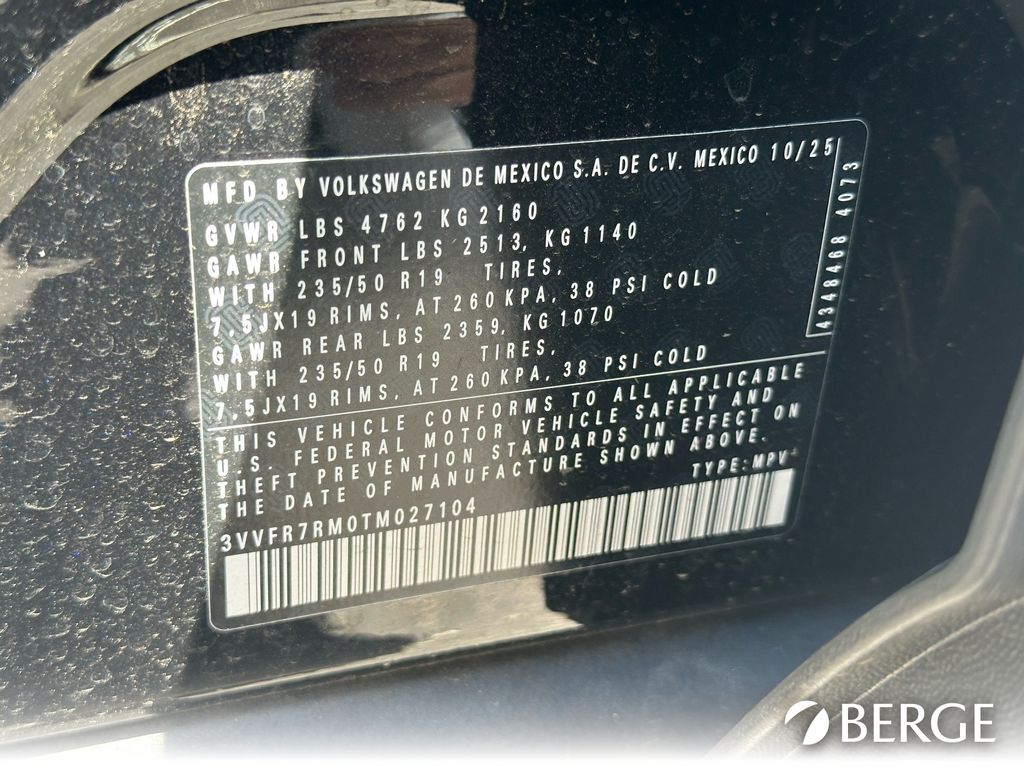 MFD BY VOLKSWAGEN DE MEXICO S.A. DE C.V. MEXICO 10/25
GVWR LBS 4762 KG 2160
GAWR FRONT LBS 2513, KG 1140
WITH 235/50 R19 TIRES,
7,5JX19 RIMS, AT 260 KPA, 38 PSI COLD
GAWR REAR LBS 2359, KG 1070
WITH 235/50 R19 TIRES,
7,5JX19 RIMS, AT 260 KPA, 38 PSI COLD
4348468 4073
THIS VEHICLE CONFORMS TO ALL APPLICABLE
U.S. FEDERAL MOTOR VEHICLE SAFETY AND
THEFT PREVENTION STANDARDS IN EFFECT ON
THE DATE OF MANUFACTURE SHOWN ABOVE.
TYPE: MPV
3VVFR7RM0TM027104
BERGE